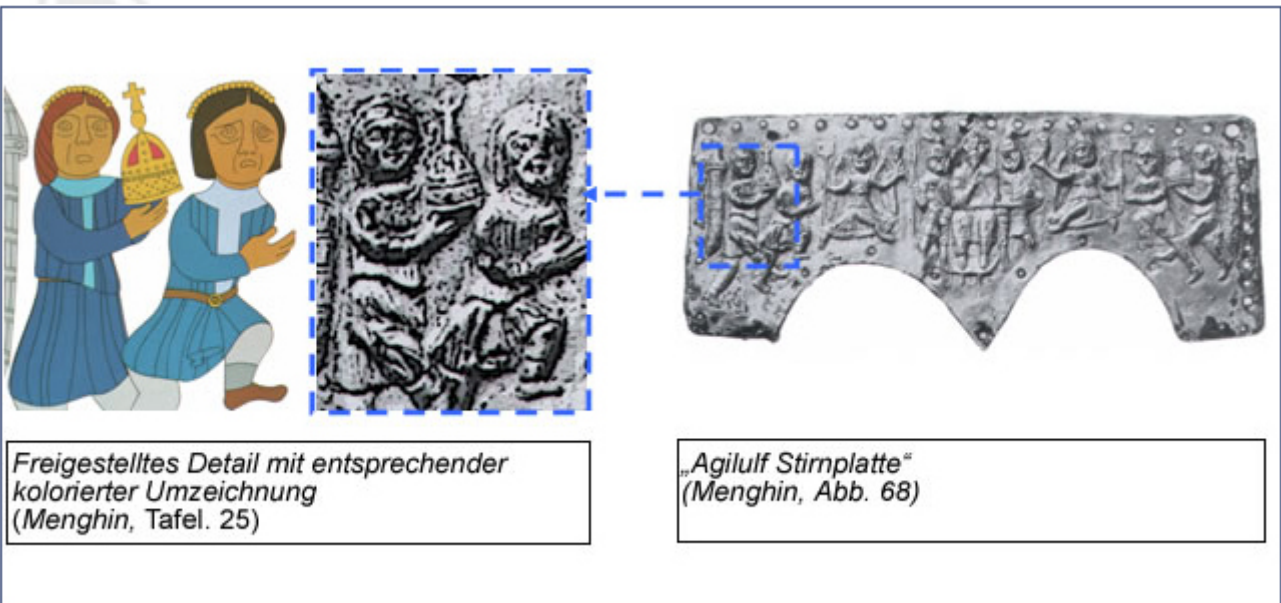 Freigestelltes Detail mit entsprechender
kolorierter Umzeichnung
(Menghin, Tafel. 25)
„Agilulf Stirnplatte“
(Menghin, Abb. 68)